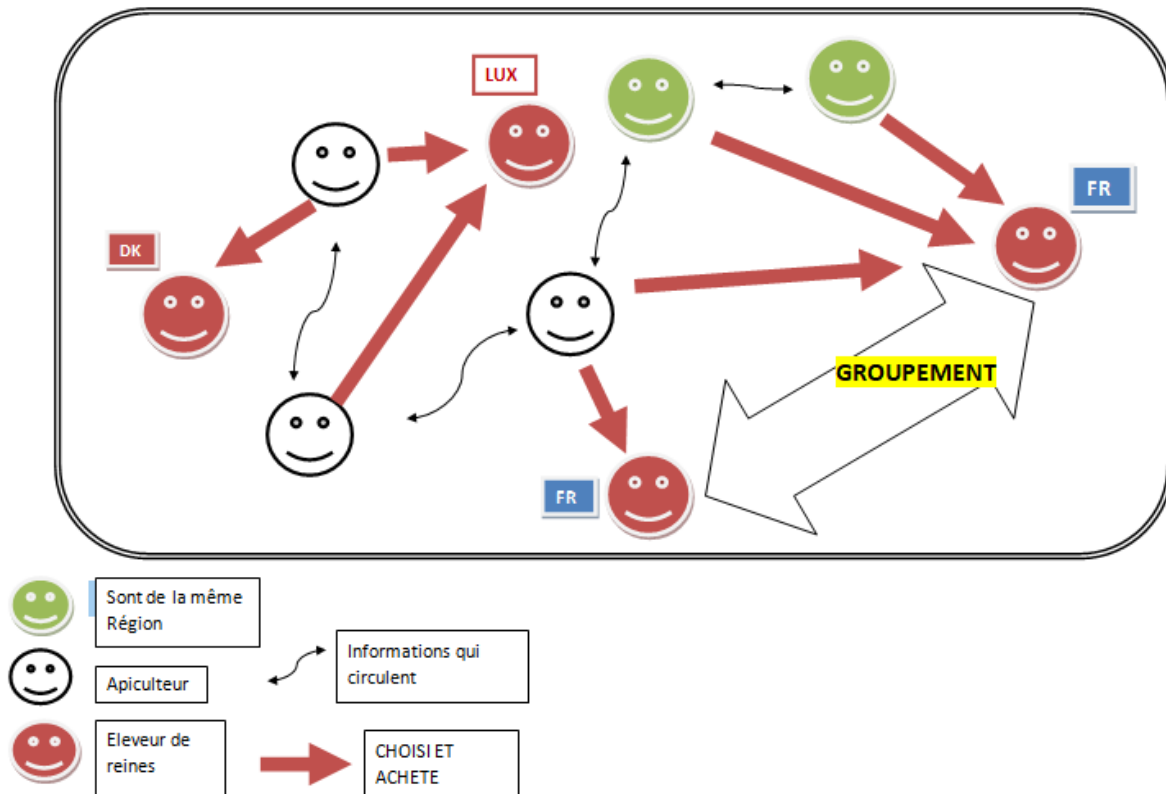 LUX
FR
DK
GROUPEMENT
FR
Sont de la même
Région
Apiculteur
Informations qui
circulent
Eleveur de
reines
CHOISI ET
ACHETE